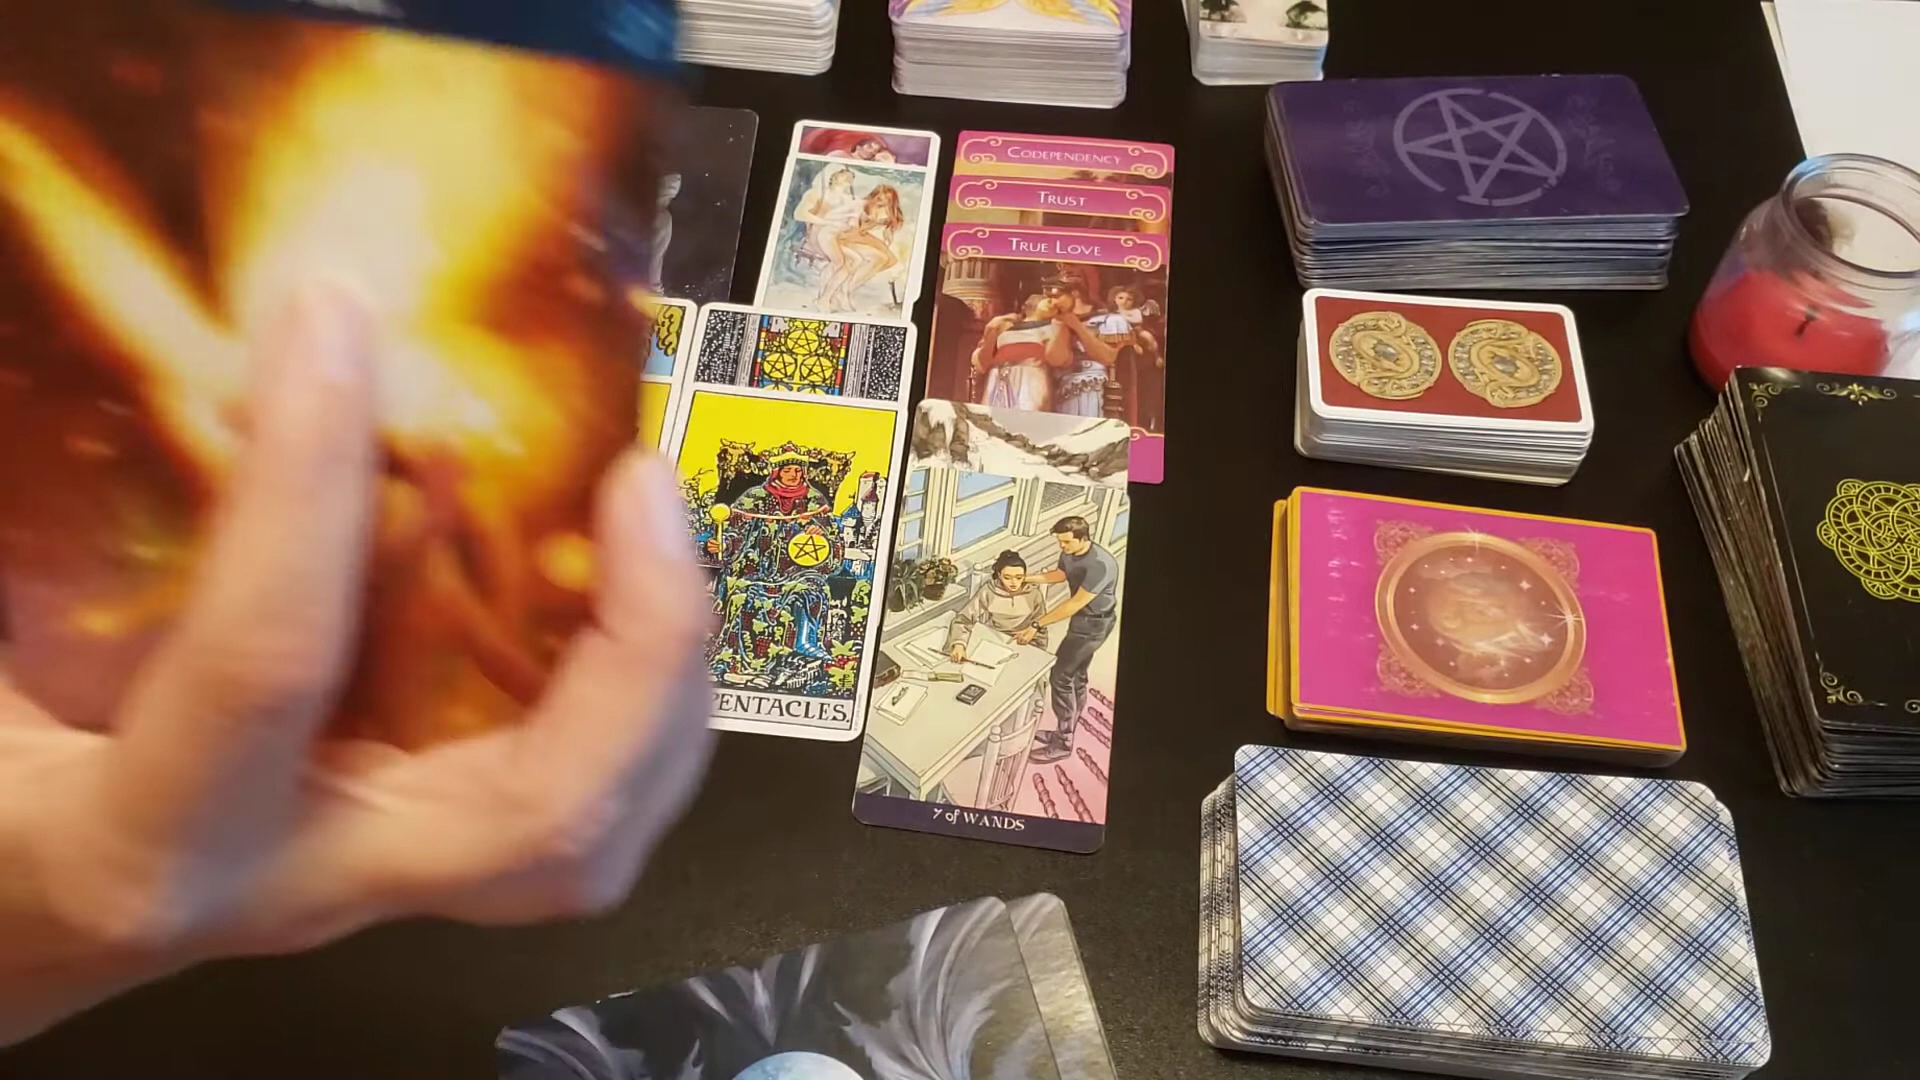 CODEPENDENCY
TRUST
TRUE LOVE
PENTACLES.
7 of WANDS